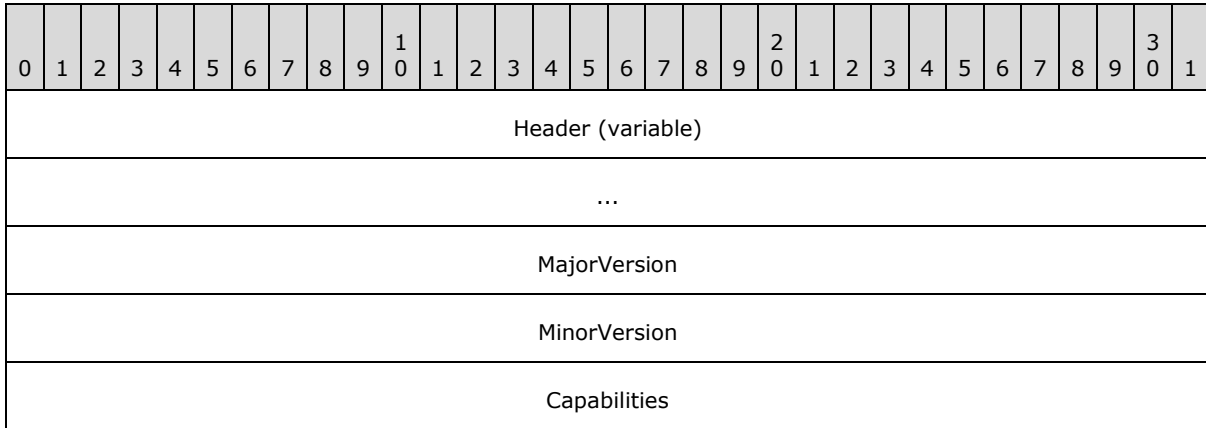 1 2 3
0 1 2 3 4 5 6 7 8 9 0 1 2 3 4 5 6 7 8 9 0 1 2 3 4 5 6 7 8 9 0 1
Header (variable)
...
MajorVersion
MinorVersion
Capabilities